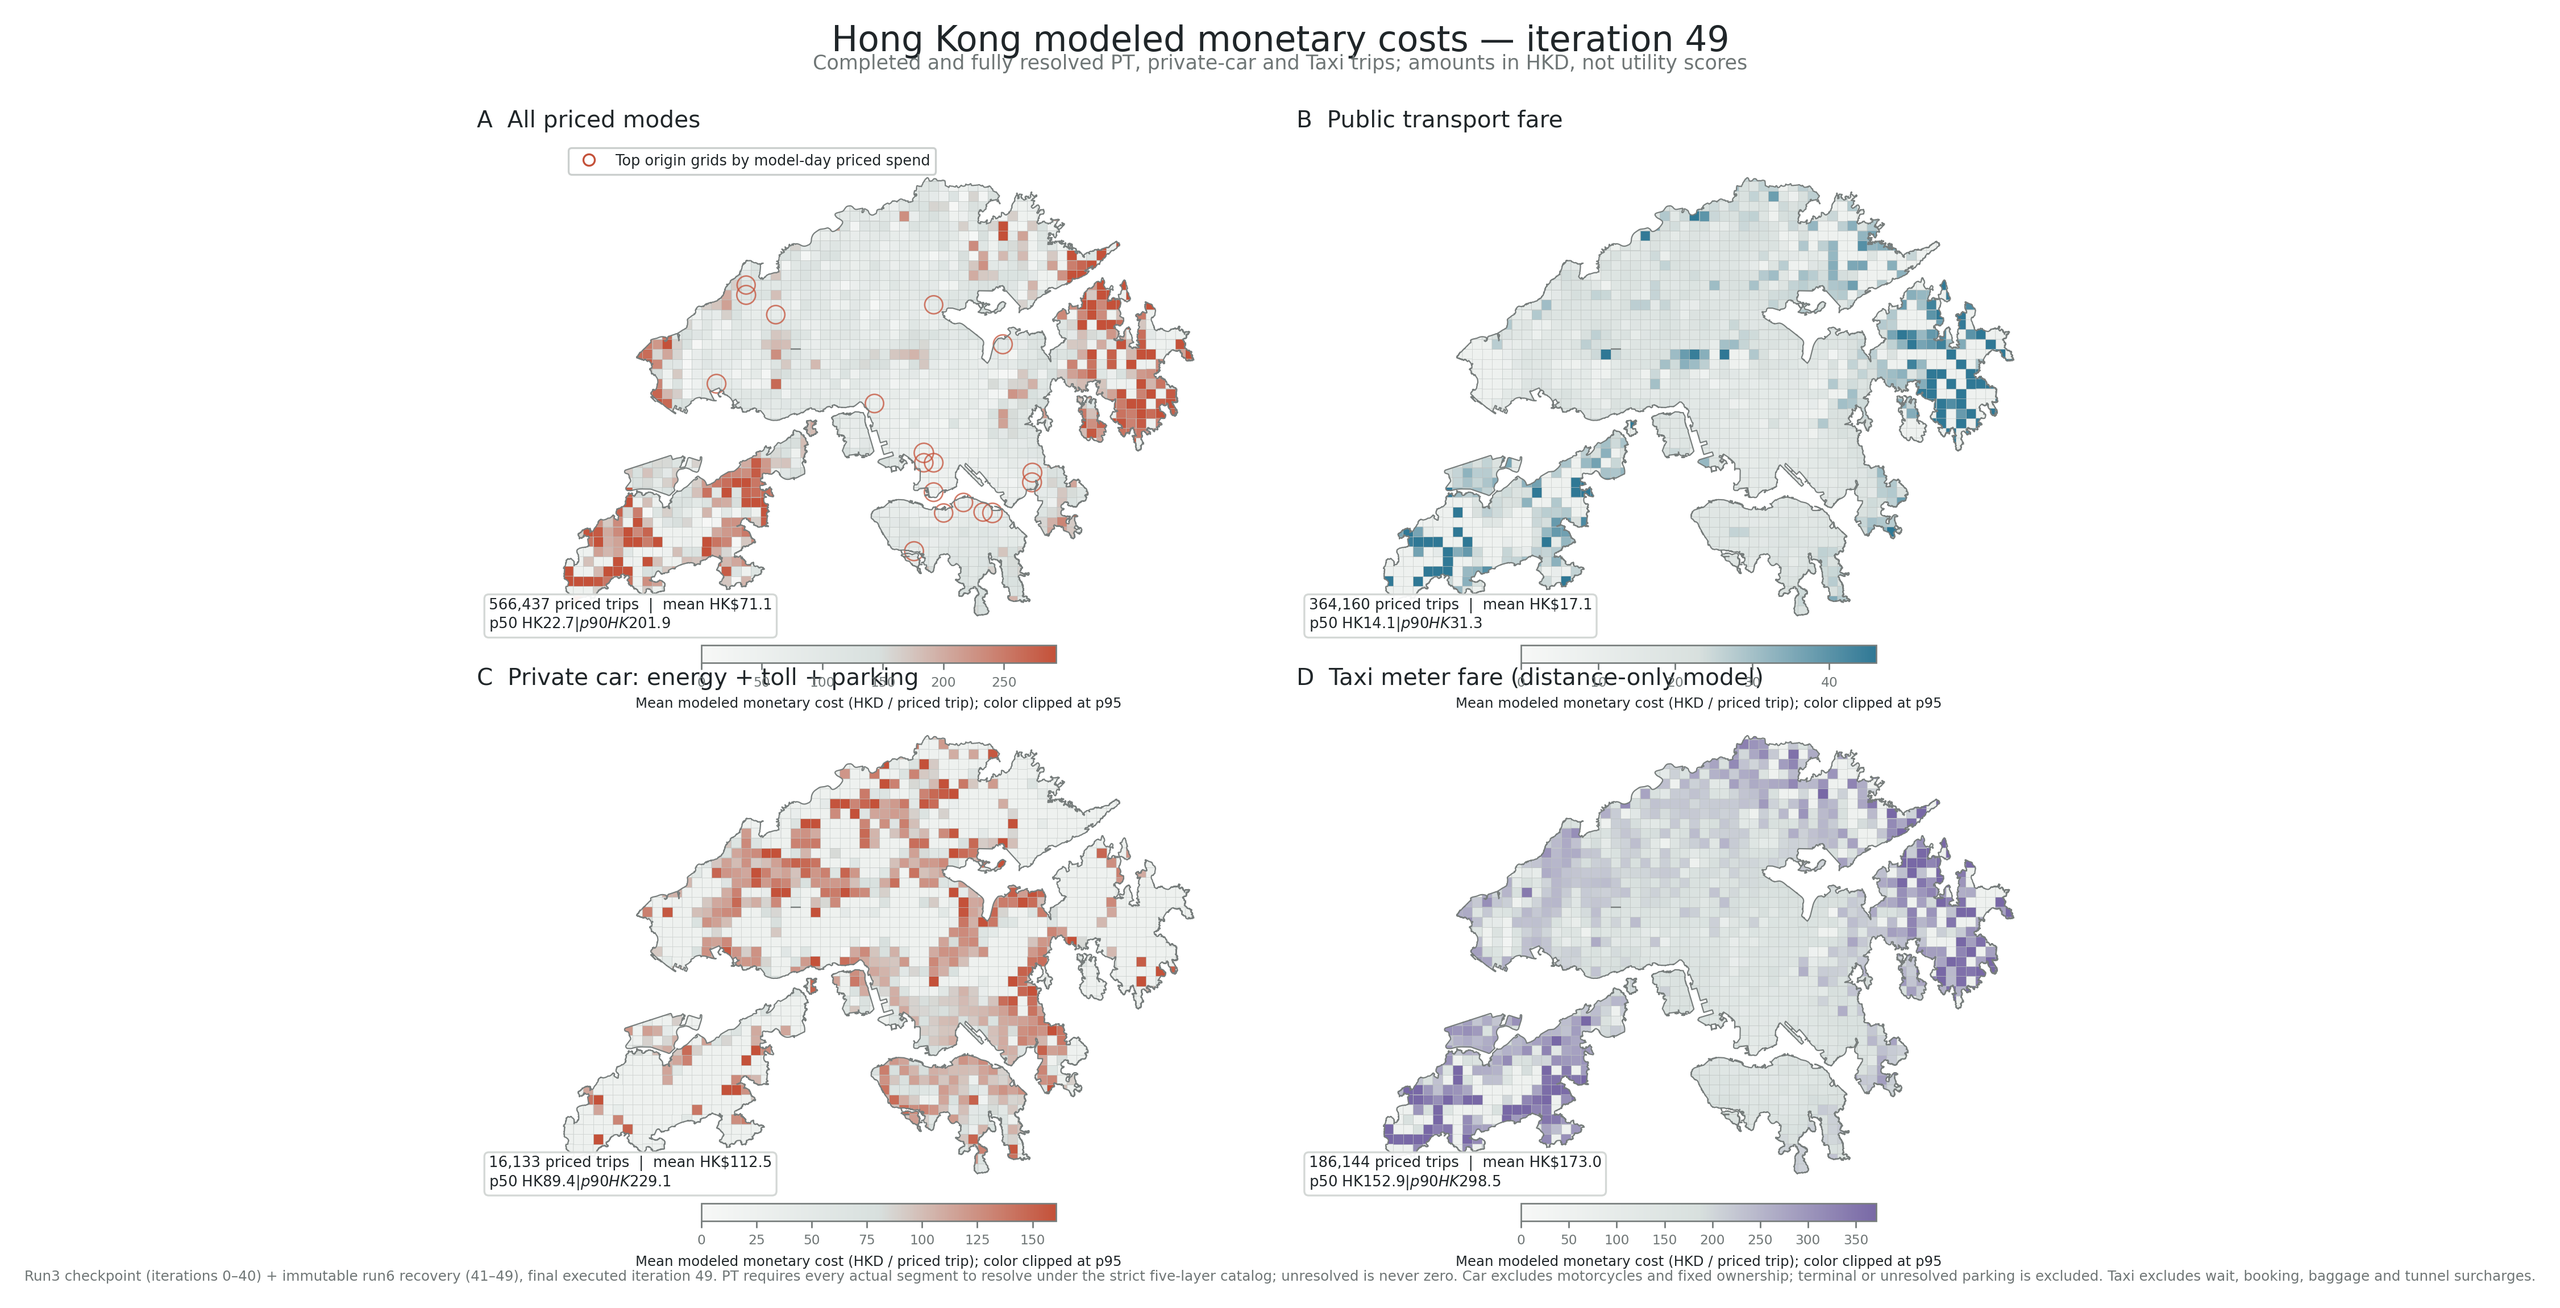 Hong Kong modeled monetary costs — iteration 49
Completed and fully resolved PT, private-car and Taxi trips; amounts in HKD, not utility scores
A All priced modes
B Public transport fare
Top origin grids by model-day priced spend
566,437 priced trips | mean HK$71.1
p50 HK22.7|p90HK201.9
364,160 priced trips | mean HK$17.1
p50 HK14.1|p90HK31.3
0 50 100 150 200 250
0 10 20 30 40
C Private car: energy + toll + parking
D Taxi meter fare (distance-only model)
Mean modeled monetary cost (HKD / priced trip); color clipped at p95
Mean modeled monetary cost (HKD / priced trip); color clipped at p95
16,133 priced trips | mean HK$112.5
p50 HK89.4|p90HK229.1
186,144 priced trips | mean HK$173.0
p50 HK152.9|p90HK298.5
0 25 50 75 100 125 150
0 50 100 150 200 250 300 350
Mean modeled monetary cost (HKD / priced trip); color clipped at p95
Mean modeled monetary cost (HKD / priced trip); color clipped at p95
Run3 checkpoint (iterations 0–40) + immutable run6 recovery (41–49), final executed iteration 49. PT requires every actual segment to resolve under the strict five-layer catalog; unresolved is never zero. Car excludes motorcycles and fixed ownership; terminal or unresolved parking is excluded. Taxi excludes wait, booking, baggage and tunnel surcharges.